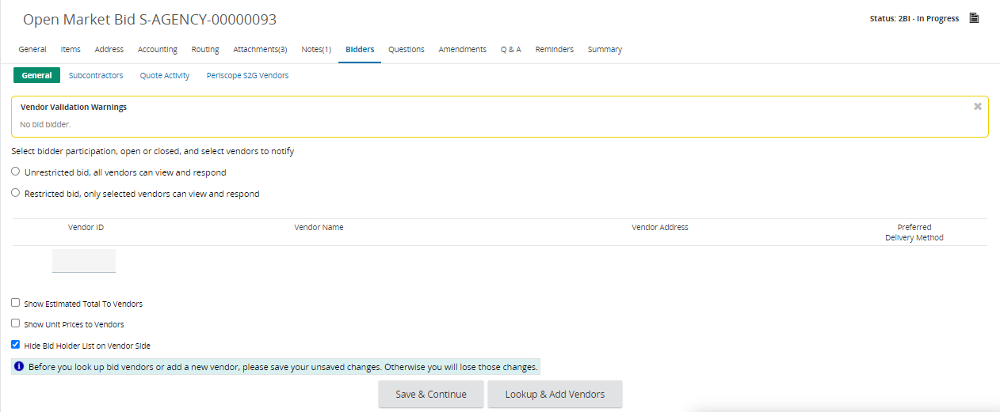 Open Market Bid S-AGENCY-00000093
Status: 2BI - In Progress
General Items Address Accounting Routing Attachments(3) Notes(1) Bidders Questions Amendments Q & A Reminders Summary
General Subcontractors Quote Activity Periscope S2G Vendors
Vendor Validation Warnings
No bid bidder.
Select bidder participation, open or closed, and select vendors to notify
Unrestricted bid, all vendors can view and respond
Restricted bid, only selected vendors can view and respond
Vendor ID Vendor Name Vendor Address Preferred
Delivery Method
Show Estimated Total To Vendors
Show Unit Prices to Vendors
Hide Bid Holder List on Vendor Side
Before you look up bid vendors or add a new vendor, please save your unsaved changes. Otherwise you will lose those changes.
Save & Continue Lookup & Add Vendors